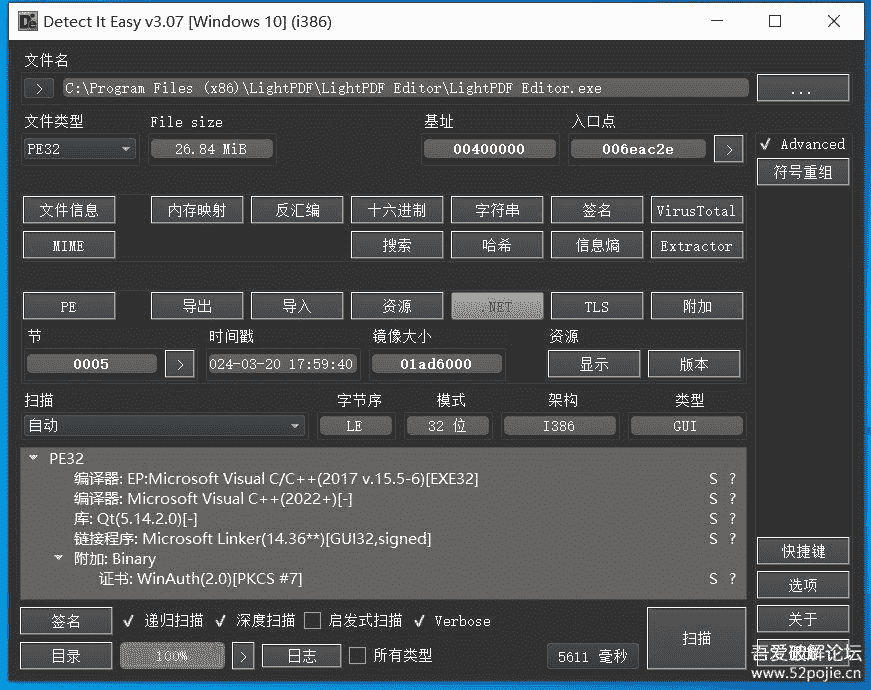 Detect It Easy v3.07 [Windows 10] (i386)
文件名
> C:\Program Files (x86)\LightPDF\LightPDF Editor\LightPDF Editor.exe ...
文件类型 File size 基址 入口点
PE32 26.84 MiB 00400000 006eac2e > Advanced
符号重组
文件信息 内存映射 反汇编 十六进制 字符串 签名 VirusTotal
MIME 搜索 哈希 信息熵 Extractor
PE 导出 导入 资源 .NET TLS 附加
节 时间戳 镜像大小 资源
0005 > 024-03-20 17:59:40 01ad6000 显示 版本
扫描 字节序 模式 架构 类型
自动 LE 32 位 I386 GUI
PE32
编译器: EP:Microsoft Visual C/C++(2017 v.15.5-6)[EXE32] S ?
编译器: Microsoft Visual C++(2022+)[-] S ?
库: Qt(5.14.2.0)[-] S ?
链接程序: Microsoft Linker(14.36**)[GUI32,signed] S ?
附加: Binary
证书: WinAuth(2.0)[PKCS #7] S ?
快捷键
选项
签名 递归扫描 深度扫描 启发式扫描 Verbose 扫描 关于
目录 100% > 日志 所有类型 5611 毫秒
吾爱破解论坛
www.52pojie.cn